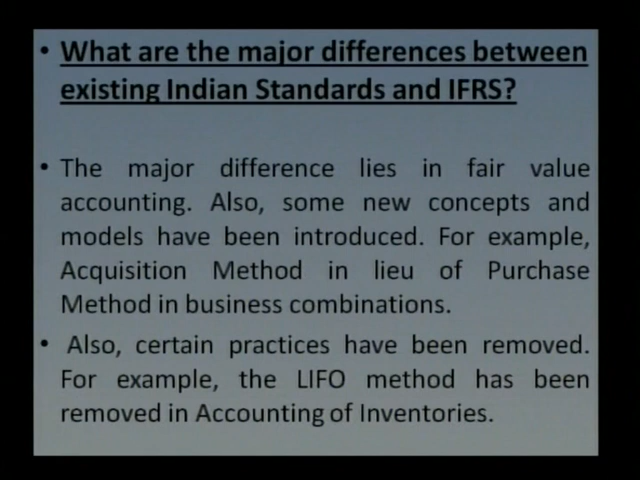 • What are the major differences between
existing Indian Standards and IFRS?
• The major difference lies in fair value
accounting. Also, some new concepts and
models have been introduced. For example,
Acquisition Method in lieu of Purchase
Method in business combinations.
• Also, certain practices have been removed.
For example, the LIFO method has been
removed in Accounting of Inventories.